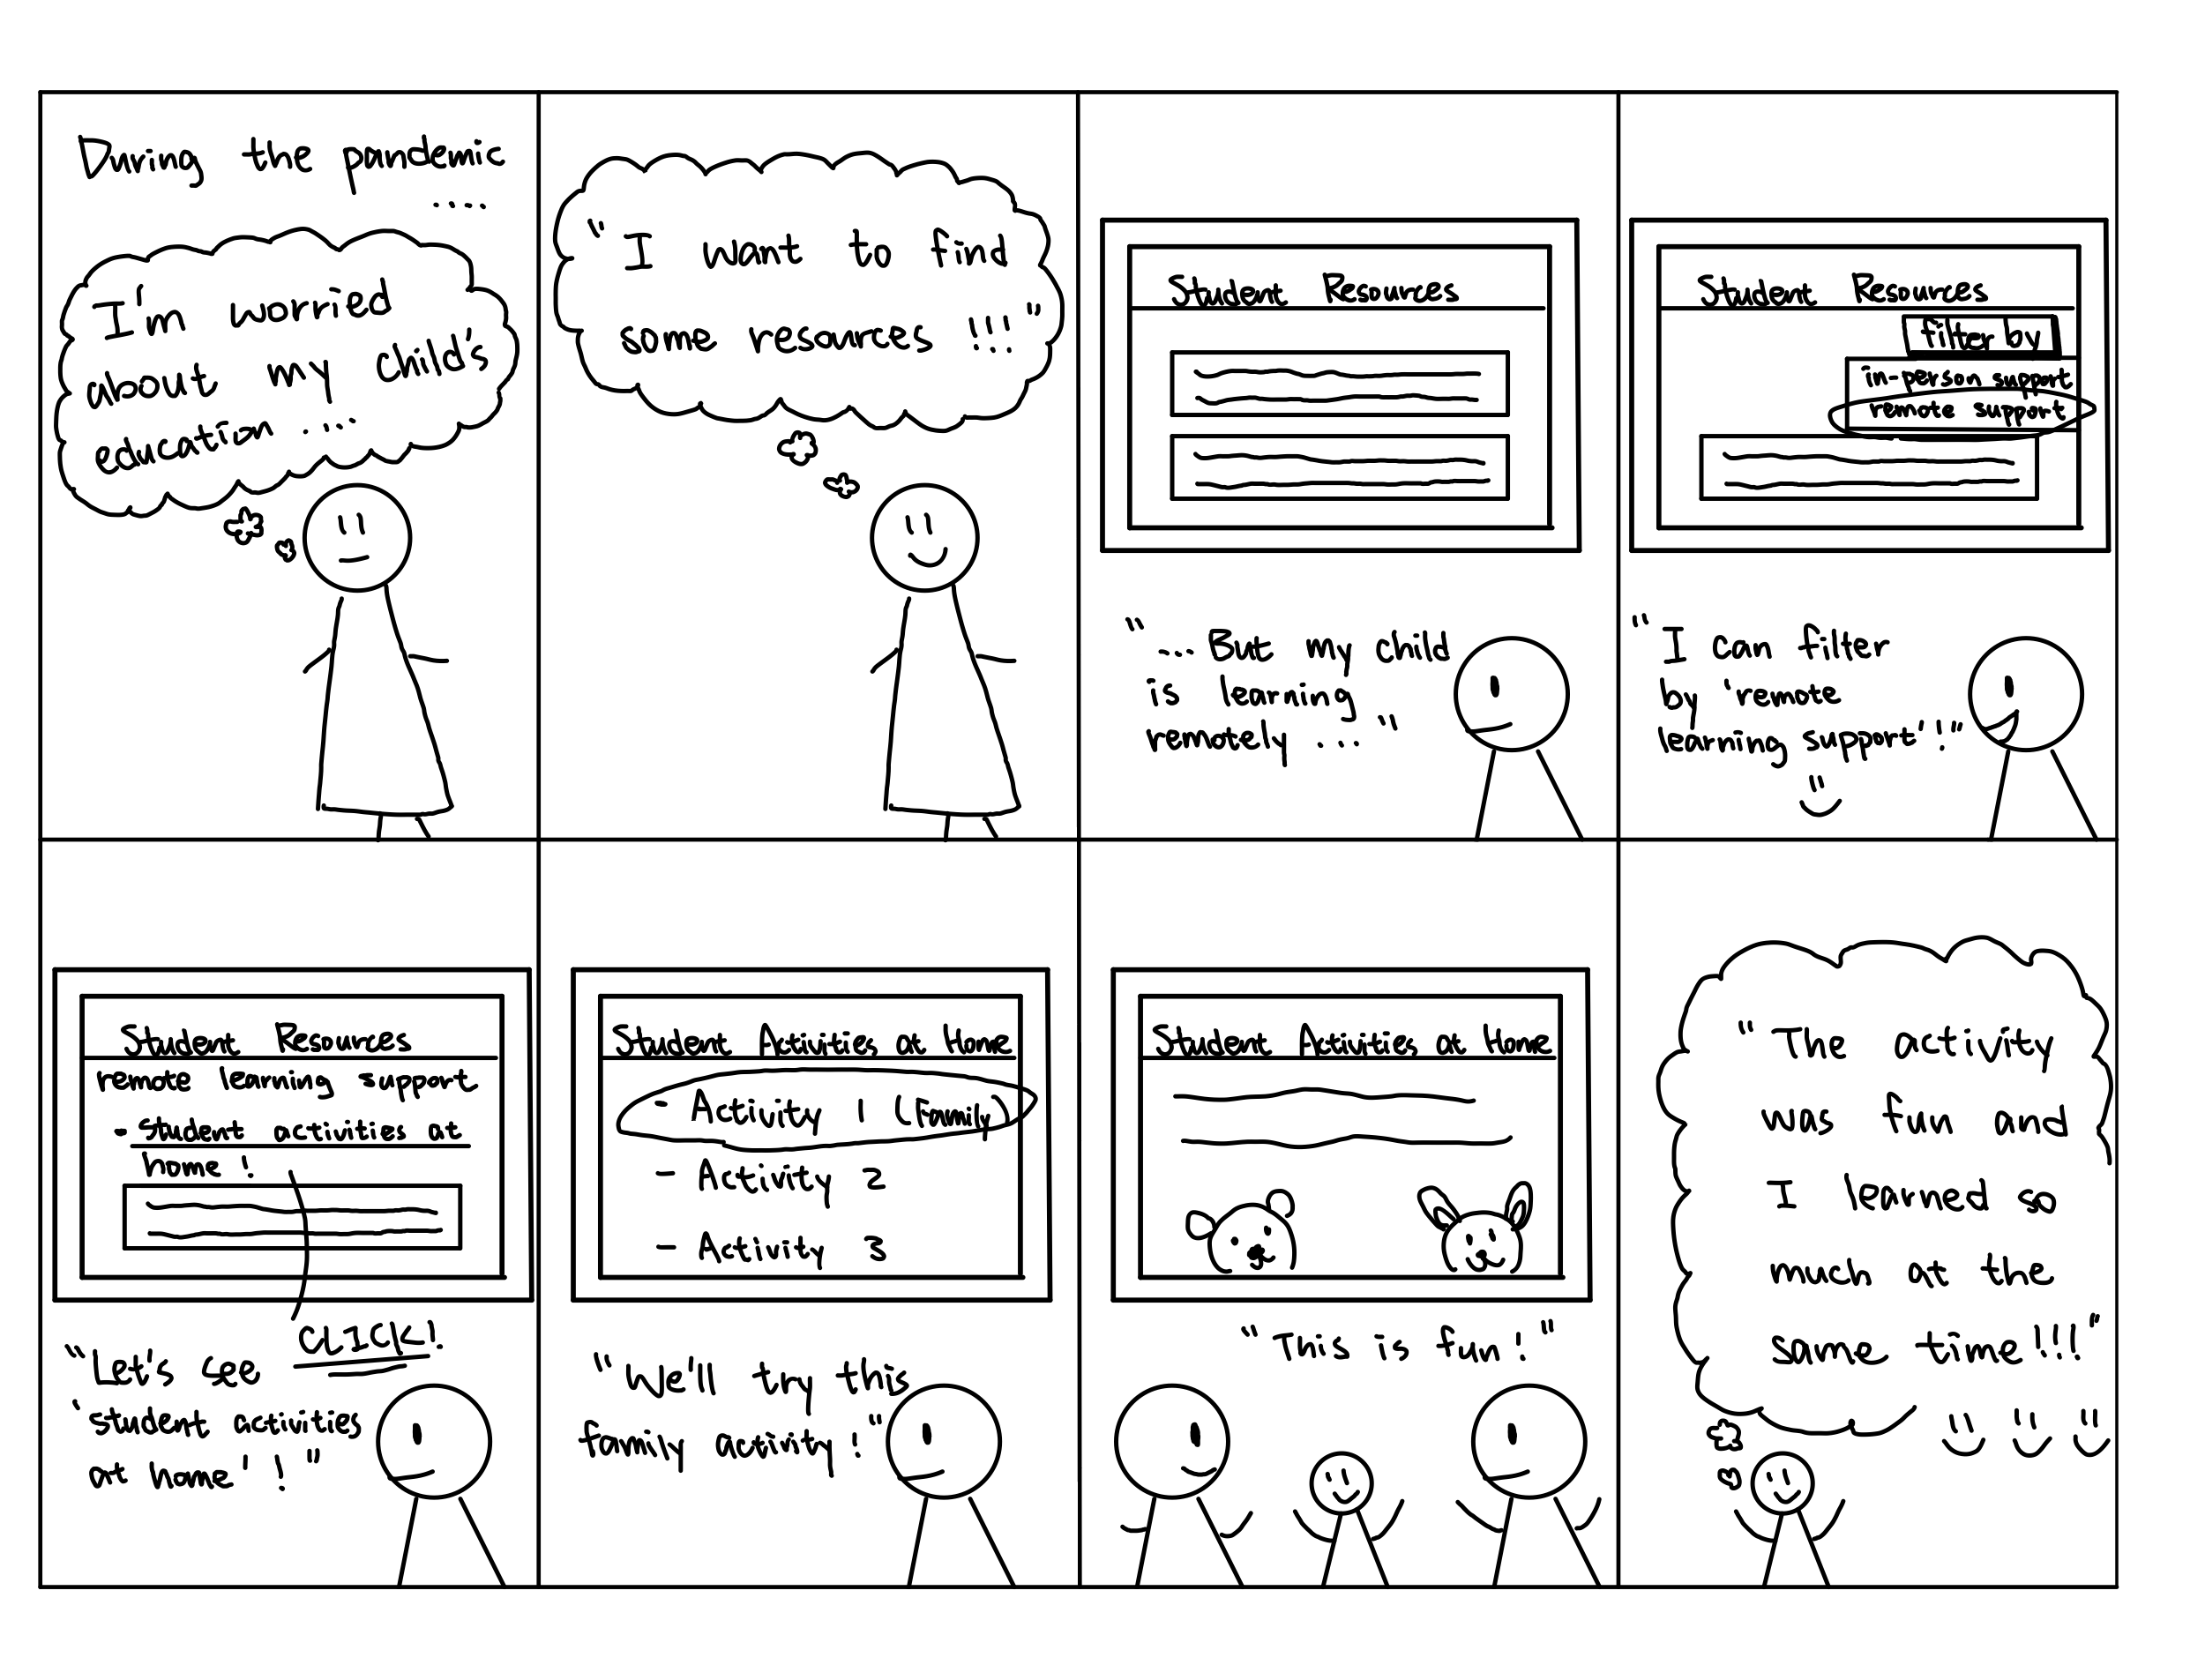 During the pandemic
....
I'm worried
about my child's
education ....
"I want to find
some resources !!!"
Student Resources
"... But my child
is learning
remotely ..."
Student Resources
filter by
in-person support
remote support
"I can filter
by 'remote
learning support'!"
Student Resources
remote learning support
- student activities at
home!
CLICK!
"Let's see
'student activities
at home'!"
Student Activities at Home
- Activity 1 (Family)
- Activity 2
- Activity 3
"We'll try this
family activity!"
Student Activities at Home
"This is fun!"
"The activity
was fun and
I learned so
much at the
same time!!!"